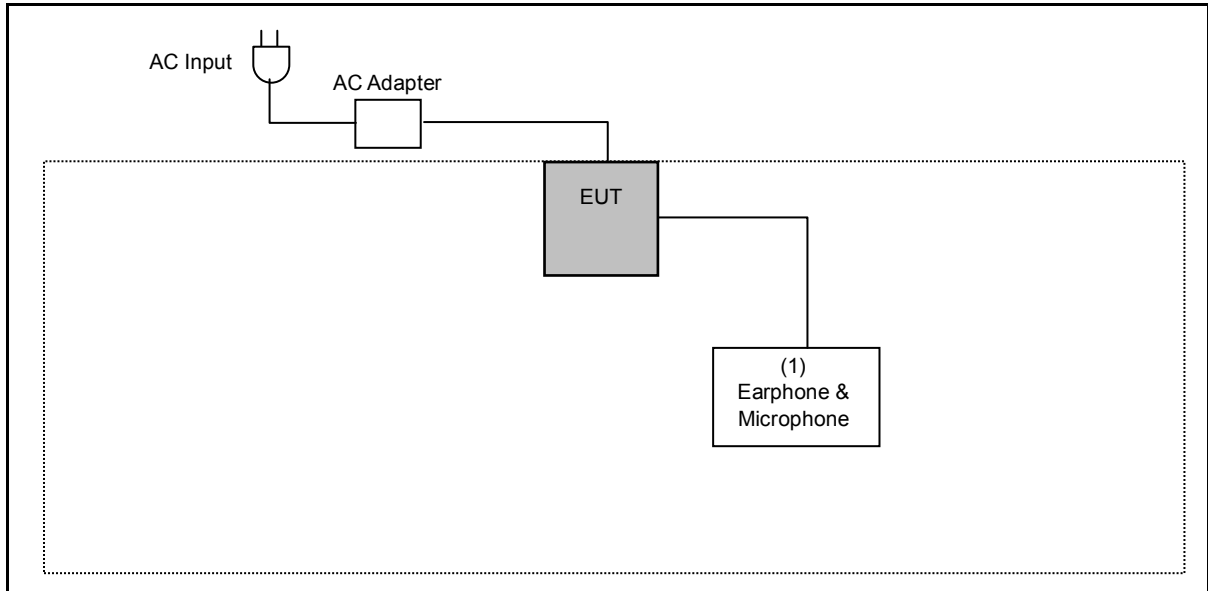 AC Input
AC Adapter
EUT
(1)
Earphone &
Microphone